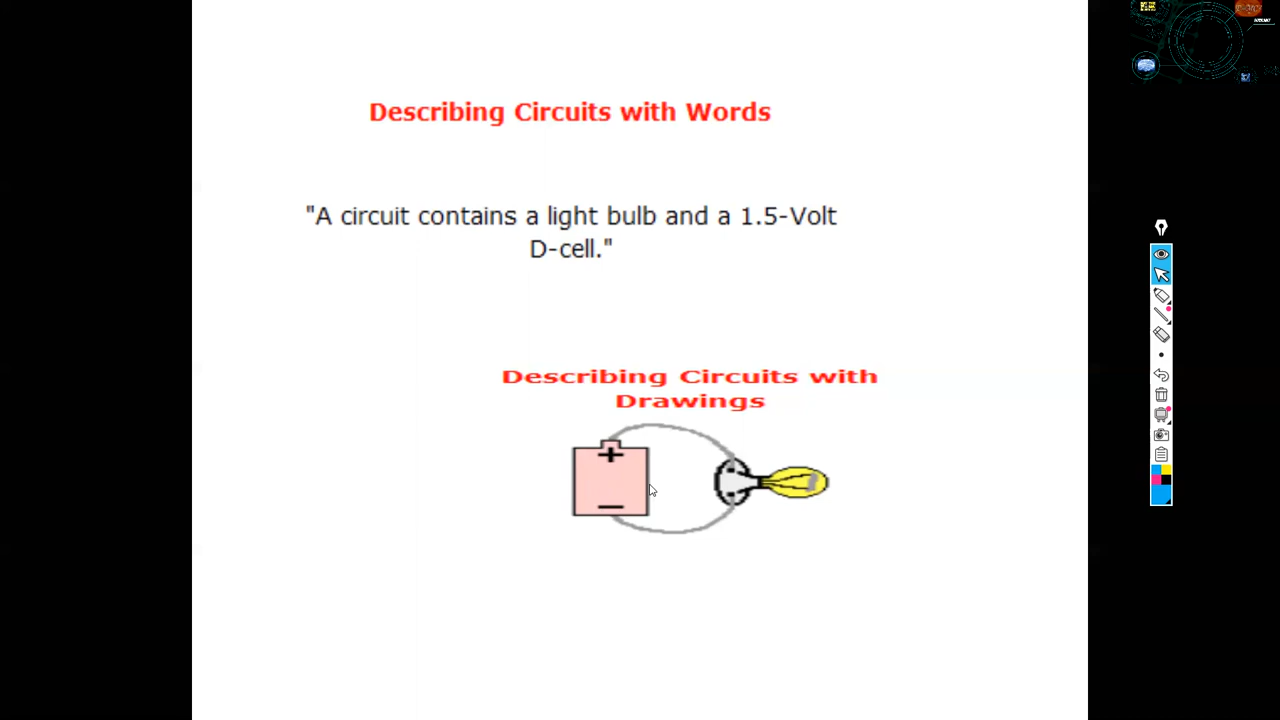 Describing Circuits with Words
"A circuit contains a light bulb and a 1.5-Volt
D-cell."
Describing Circuits with
Drawings
+
–